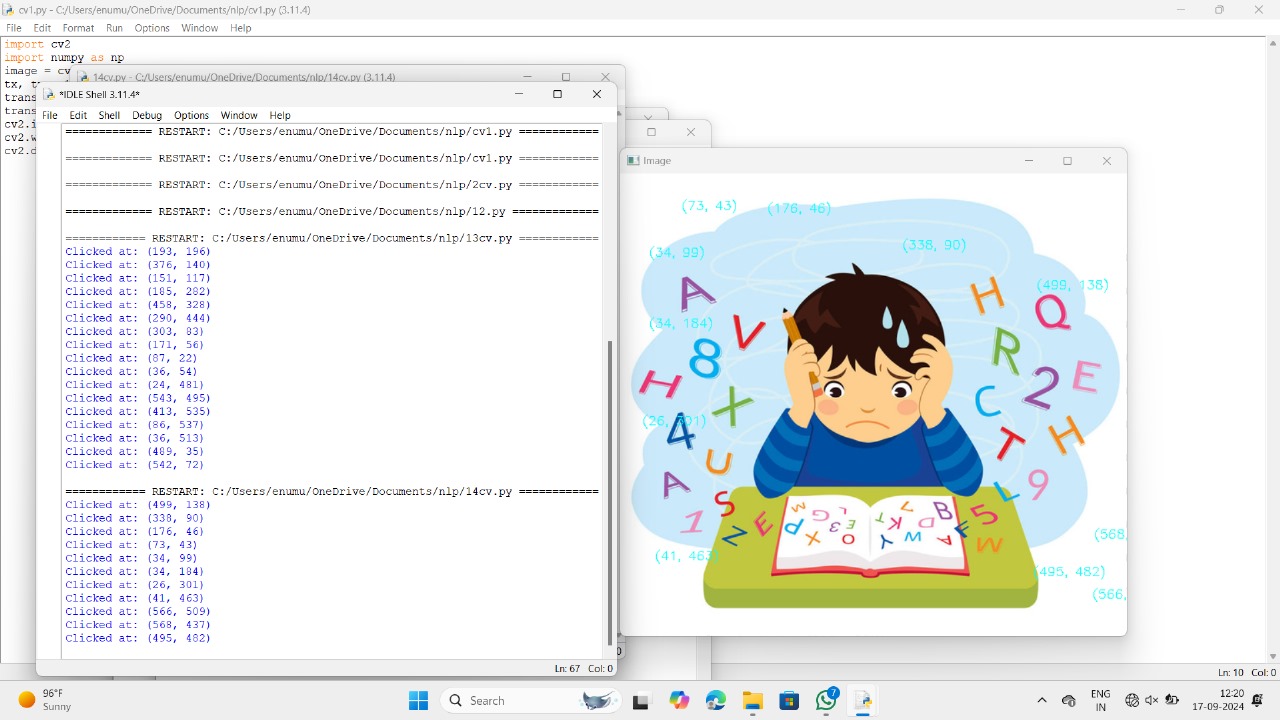 cv1.py - C:/Users/enumu/OneDrive/Documents/nlp/cv1.py (3.11.4)
File Edit Format Run Options Window Help
import cv2
import numpy as np
image = cv
tx, t
trans
trans
cv2.i
cv2.w
cv2.d
14cv.py - C:/Users/enumu/OneDrive/Documents/nlp/14cv.py (3.11.4)
*IDLE Shell 3.11.4*
File Edit Shell Debug Options Window Help
============= RESTART: C:/Users/enumu/OneDrive/Documents/nlp/cv1.py ============
============= RESTART: C:/Users/enumu/OneDrive/Documents/nlp/cv1.py ============
============= RESTART: C:/Users/enumu/OneDrive/Documents/nlp/2cv.py ============
============= RESTART: C:/Users/enumu/OneDrive/Documents/nlp/12.py =============
============ RESTART: C:/Users/enumu/OneDrive/Documents/nlp/13cv.py ============
Clicked at: (193, 196)
Clicked at: (376, 140)
Clicked at: (151, 117)
Clicked at: (185, 282)
Clicked at: (458, 328)
Clicked at: (290, 444)
Clicked at: (303, 83)
Clicked at: (171, 56)
Clicked at: (87, 22)
Clicked at: (36, 54)
Clicked at: (24, 481)
Clicked at: (543, 495)
Clicked at: (413, 535)
Clicked at: (86, 537)
Clicked at: (36, 513)
Clicked at: (489, 35)
Clicked at: (542, 72)
============ RESTART: C:/Users/enumu/OneDrive/Documents/nlp/14cv.py ============
Clicked at: (499, 138)
Clicked at: (338, 90)
Clicked at: (176, 46)
Clicked at: (73, 43)
Clicked at: (34, 99)
Clicked at: (34, 184)
Clicked at: (26, 301)
Clicked at: (41, 463)
Clicked at: (566, 509)
Clicked at: (568, 437)
Clicked at: (495, 482)
Ln: 67 Col: 0
Image
(73, 43) (176, 46)
(34, 99) (338, 90)
(499, 138)
A H Q
(34, 184)
V 8 R
H X C 2 E
(26, 301)
4 T H
U
A L 9
S
1 Z E 5
W G L 3 E P X O
T K L D B W Y A F W
(41, 463) (568,
(495, 482)
(566,
Ln: 10 Col: 0
96°F
Sunny
Search
7
ENG
IN
12:20
17-09-2024